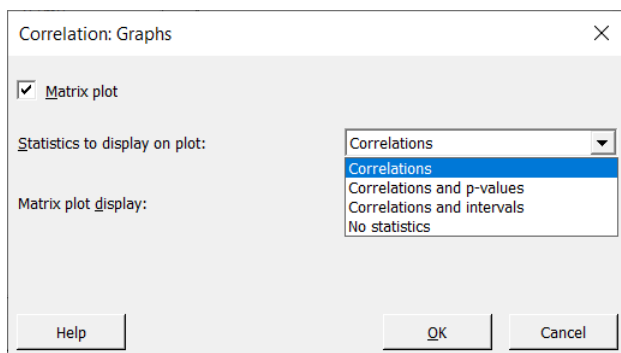 Correlation: Graphs
Matrix plot
Statistics to display on plot: Correlations
Correlations
Correlations and p-values
Matrix plot display: Correlations and intervals
No statistics
Help OK Cancel